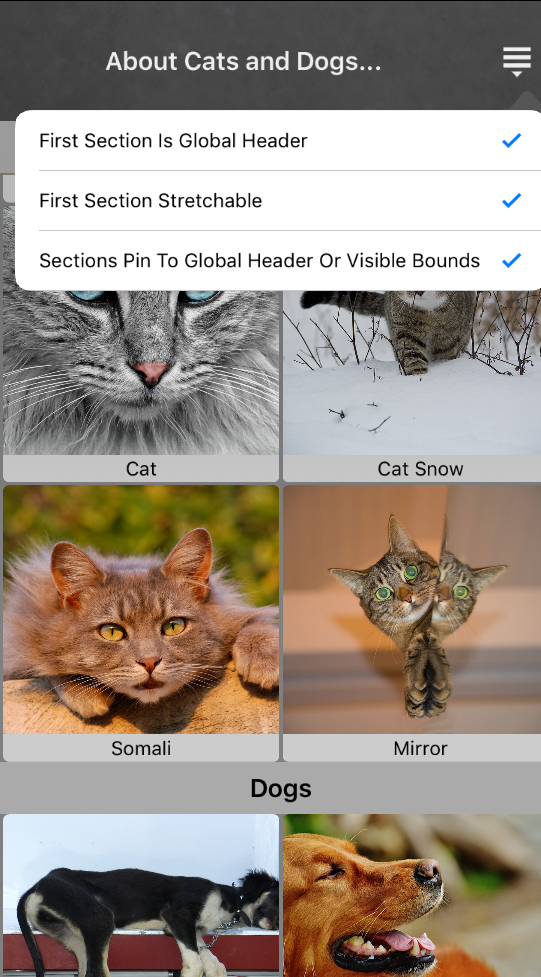 About Cats and Dogs...
First Section Is Global Header
First Section Stretchable
Sections Pin To Global Header Or Visible Bounds
Cat
Cat Snow
Somali
Mirror
Dogs